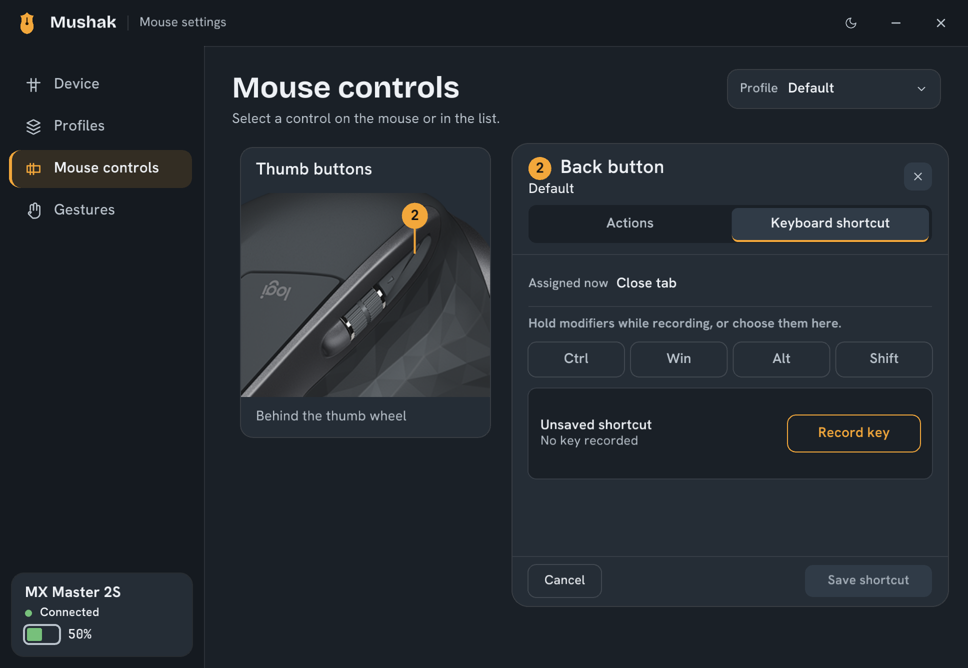 Mushak
Mouse settings
Device
Profiles
Mouse controls
Gestures
MX Master 2S
Connected
50%
Mouse controls
Select a control on the mouse or in the list.
Profile Default
Thumb buttons
2
logi
Behind the thumb wheel
2 Back button
Default
Actions
Keyboard shortcut
Assigned now Close tab
Hold modifiers while recording, or choose them here.
Ctrl
Win
Alt
Shift
Unsaved shortcut
No key recorded
Record key
Cancel
Save shortcut